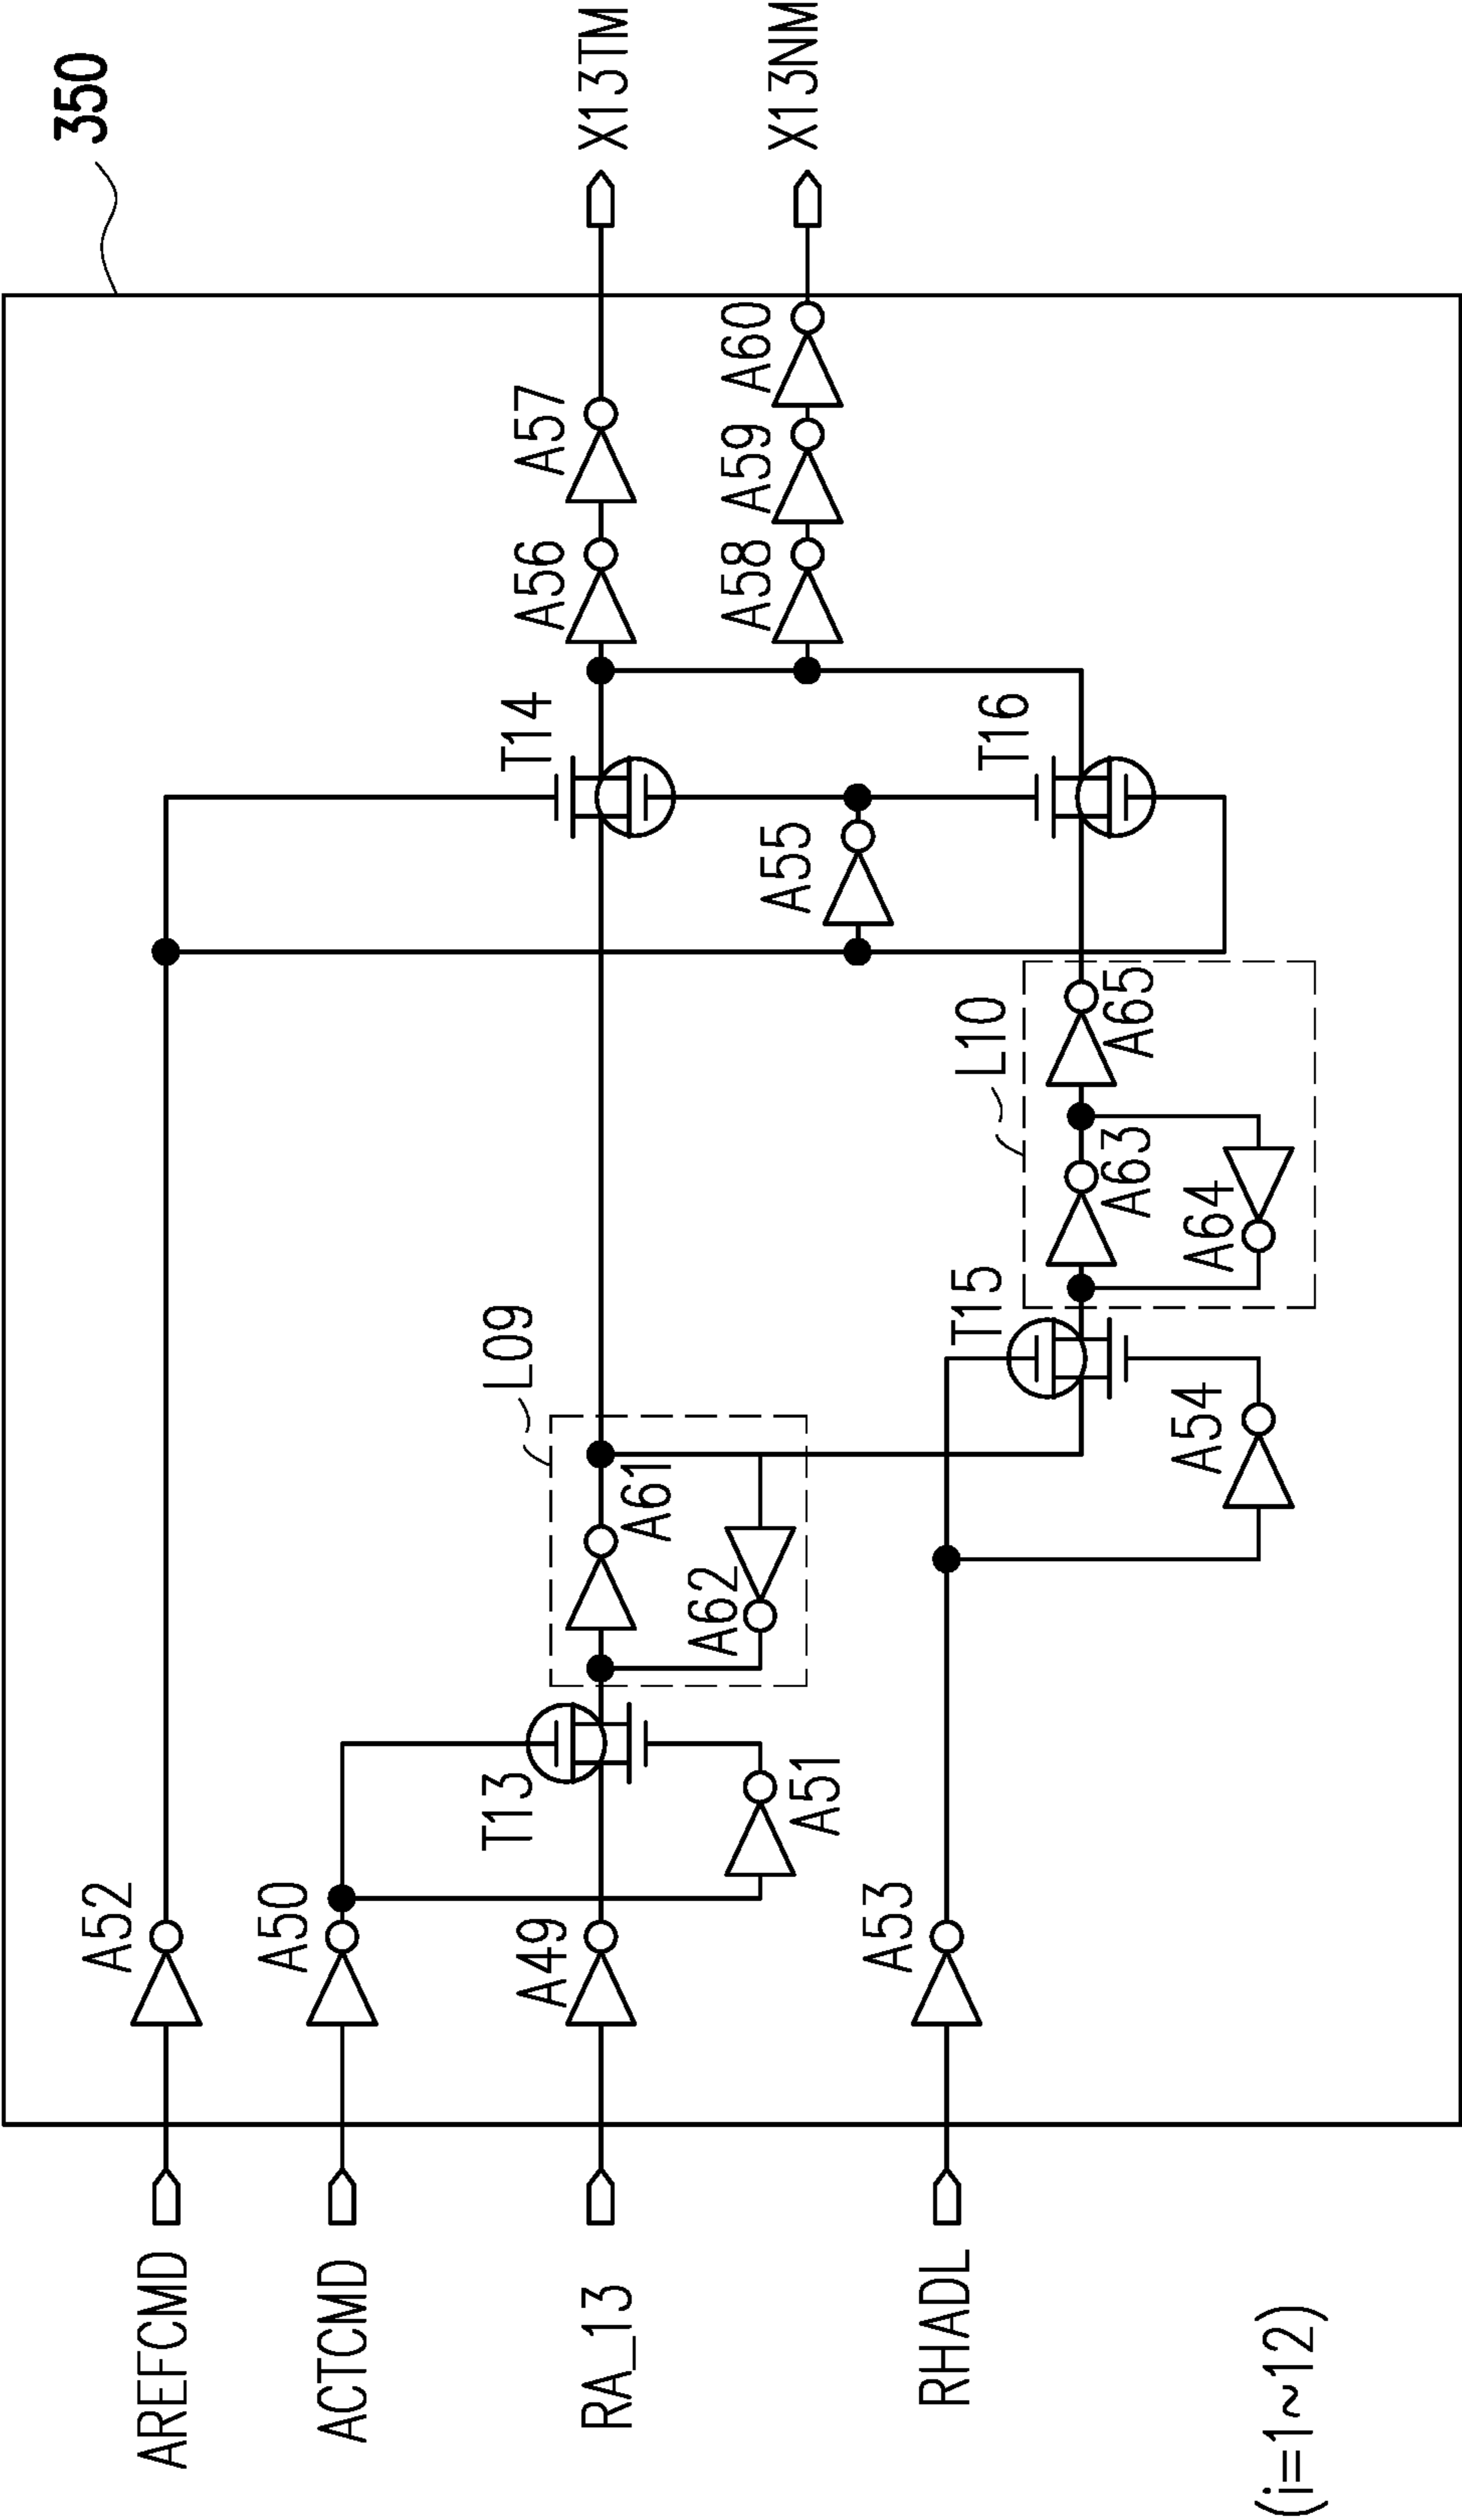 350
AREFCMD
A52
ACTCMD
A50
T13
L09
T14
A56
A57
X13TM
RA_13
A49
A51
A62
A61
A55
A58
A59
A60
X13NM
RHADL
A53
A54
T15
L10
A63
A64
A65
T16
(i=1~12)